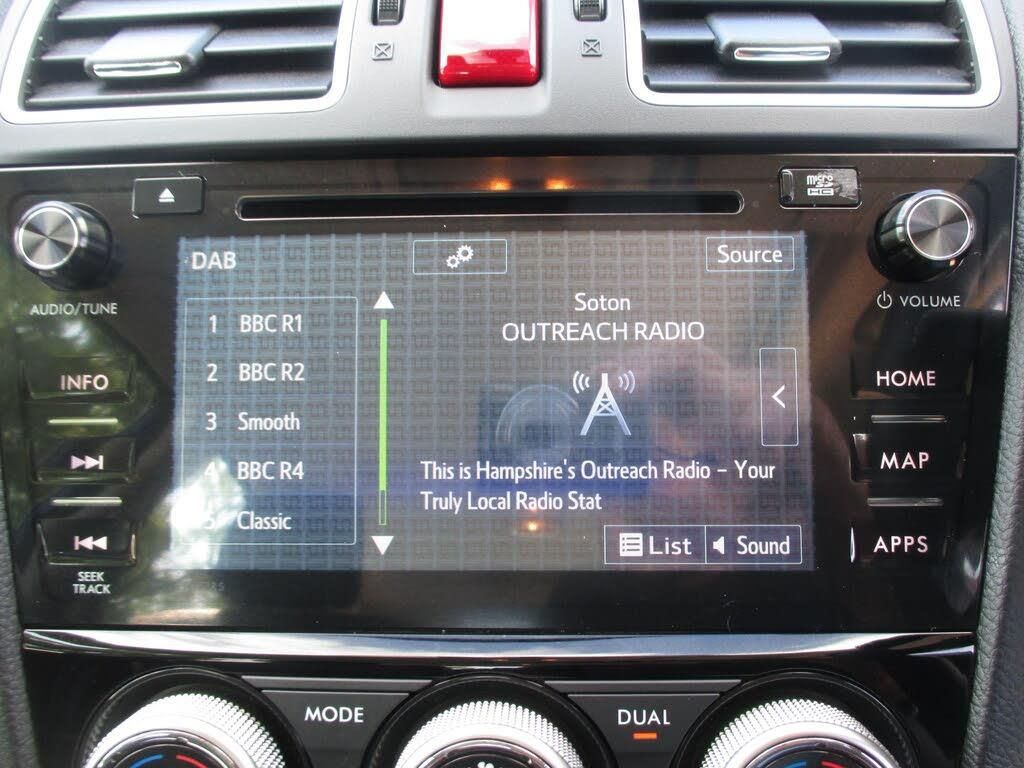 micro
HC
DAB
Source
AUDIO/TUNE
VOLUME
1 BBC R1
2 BBC R2
3 Smooth
4 BBC R4
5 Classic
Soton
OUTREACH RADIO
This is Hampshire's Outreach Radio – Your
Truly Local Radio Stat
List
Sound
INFO
SEEK
TRACK
HOME
MAP
APPS
MODE
DUAL